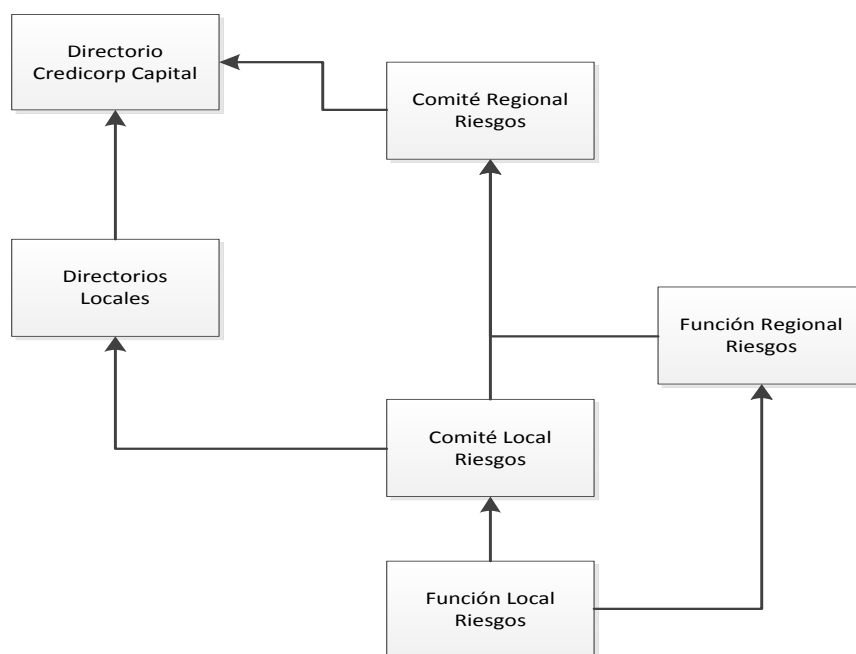 Directorio
Credicorp Capital
Comité Regional
Riesgos
Directorios
Locales
Función Regional
Riesgos
Comité Local
Riesgos
Función Local
Riesgos